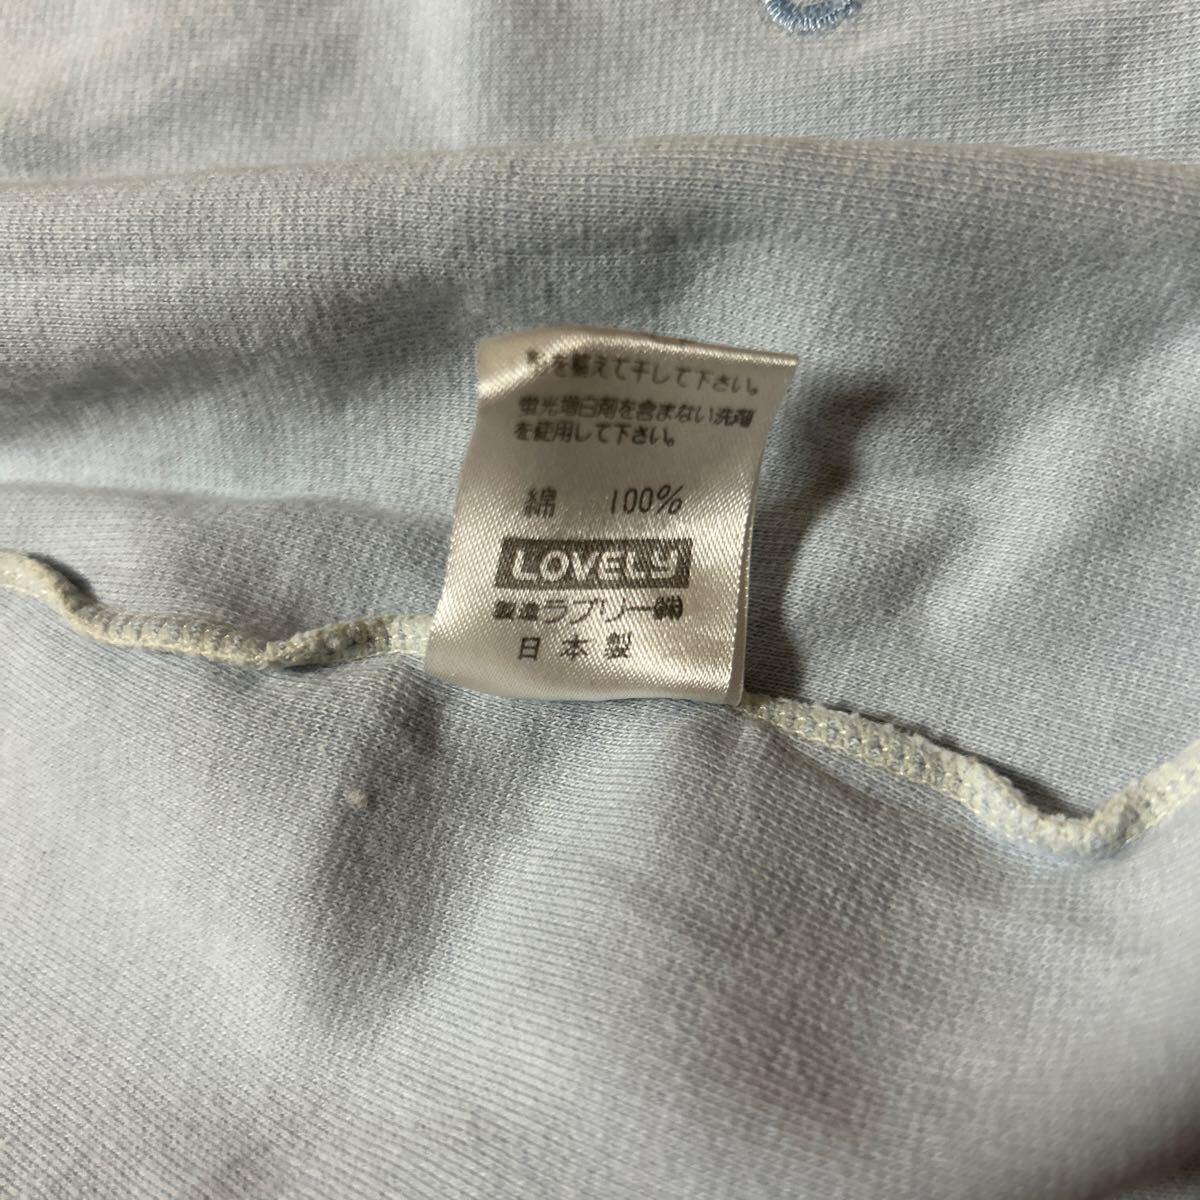 を整えて干して下さい。
蛍光増白剤を含まない洗剤
を使用して下さい。
綿 100%
LOVELY
製造ラブリー㈱
日本製